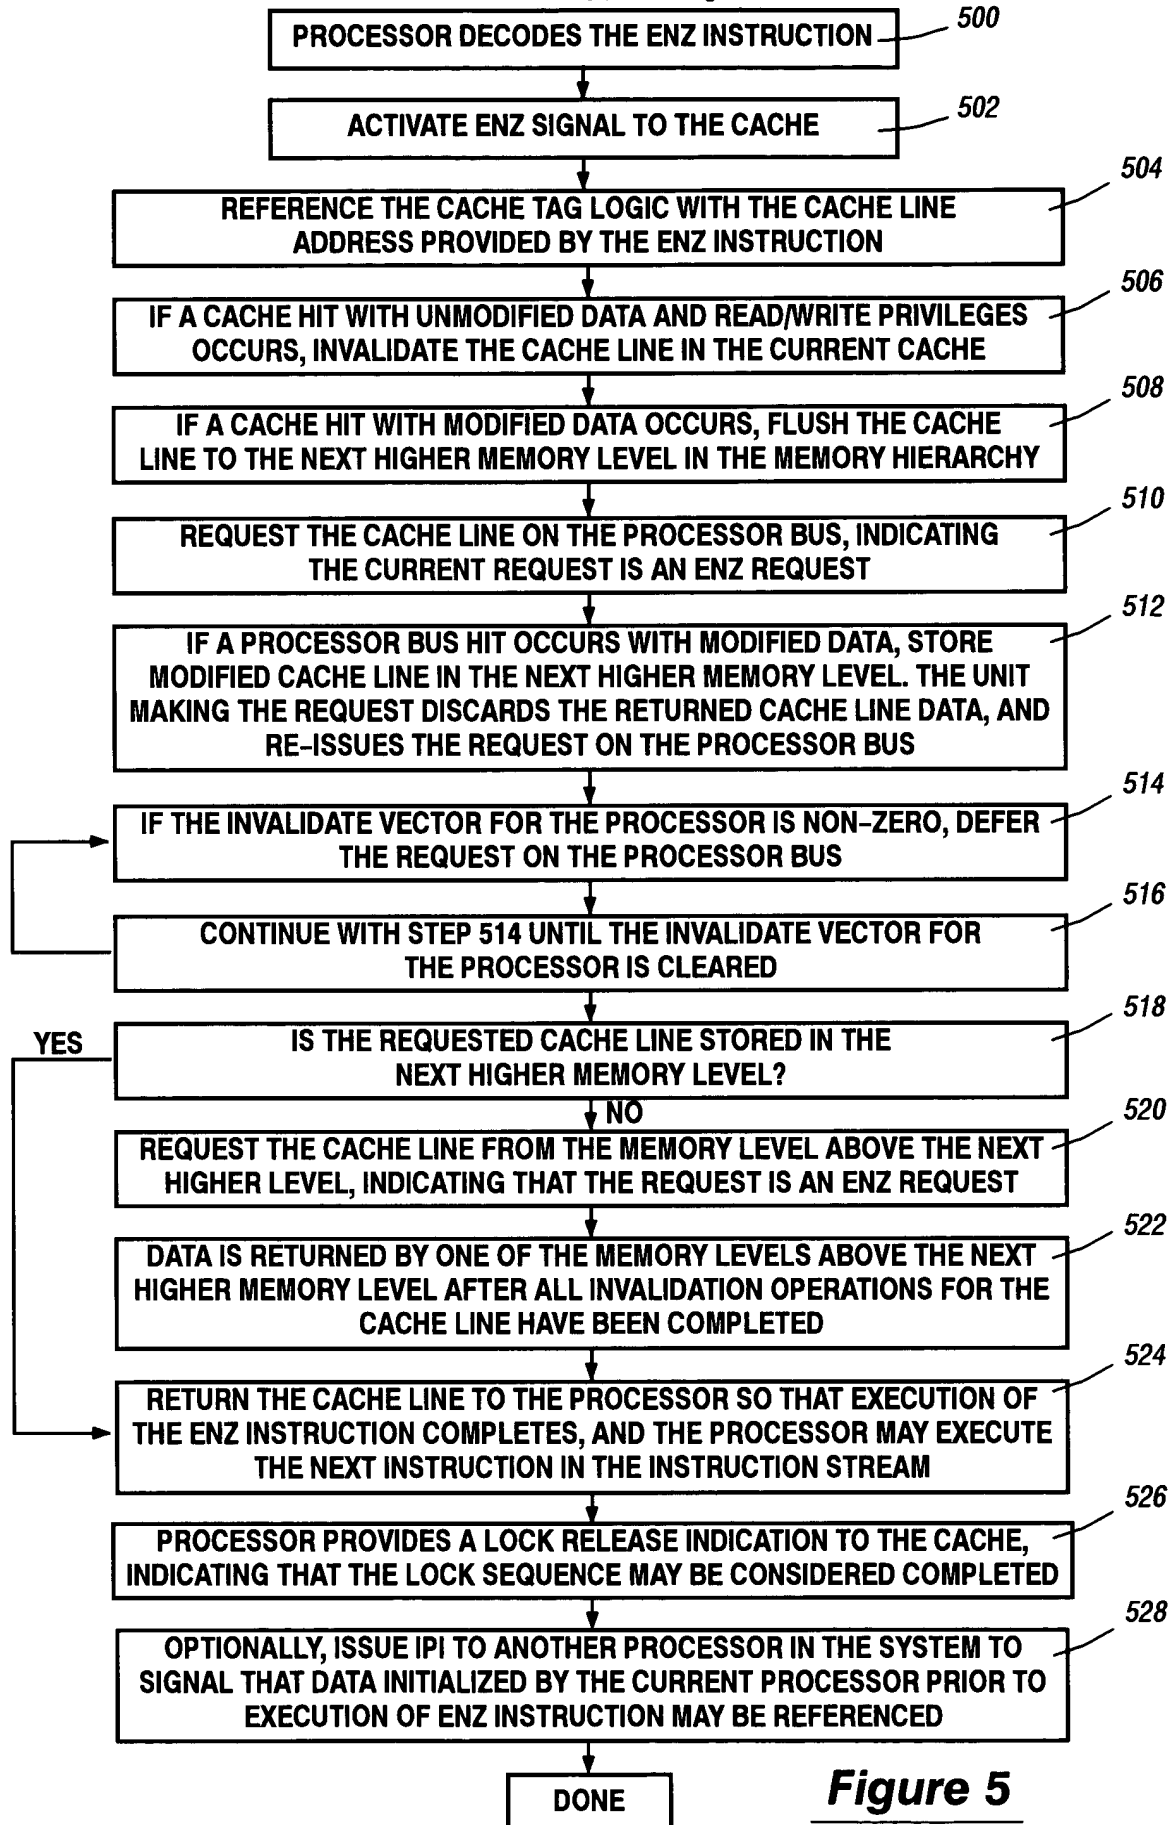 PROCESSOR DECODES THE ENZ INSTRUCTION
500
ACTIVATE ENZ SIGNAL TO THE CACHE
502
504
REFERENCE THE CACHE TAG LOGIC WITH THE CACHE LINE
ADDRESS PROVIDED BY THE ENZ INSTRUCTION
506
IF A CACHE HIT WITH UNMODIFIED DATA AND READ/WRITE PRIVILEGES
OCCURS, INVALIDATE THE CACHE LINE IN THE CURRENT CACHE
508
IF A CACHE HIT WITH MODIFIED DATA OCCURS, FLUSH THE CACHE
LINE TO THE NEXT HIGHER MEMORY LEVEL IN THE MEMORY HIERARCHY
510
REQUEST THE CACHE LINE ON THE PROCESSOR BUS, INDICATING
THE CURRENT REQUEST IS AN ENZ REQUEST
512
IF A PROCESSOR BUS HIT OCCURS WITH MODIFIED DATA, STORE
MODIFIED CACHE LINE IN THE NEXT HIGHER MEMORY LEVEL. THE UNIT
MAKING THE REQUEST DISCARDS THE RETURNED CACHE LINE DATA, AND
RE-ISSUES THE REQUEST ON THE PROCESSOR BUS
514
IF THE INVALIDATE VECTOR FOR THE PROCESSOR IS NON-ZERO, DEFER
THE REQUEST ON THE PROCESSOR BUS
516
CONTINUE WITH STEP 514 UNTIL THE INVALIDATE VECTOR FOR
THE PROCESSOR IS CLEARED
518
YES
IS THE REQUESTED CACHE LINE STORED IN THE
NEXT HIGHER MEMORY LEVEL?
NO
520
REQUEST THE CACHE LINE FROM THE MEMORY LEVEL ABOVE THE NEXT
HIGHER LEVEL, INDICATING THAT THE REQUEST IS AN ENZ REQUEST
522
DATA IS RETURNED BY ONE OF THE MEMORY LEVELS ABOVE THE NEXT
HIGHER MEMORY LEVEL AFTER ALL INVALIDATION OPERATIONS FOR THE
CACHE LINE HAVE BEEN COMPLETED
524
RETURN THE CACHE LINE TO THE PROCESSOR SO THAT EXECUTION OF
THE ENZ INSTRUCTION COMPLETES, AND THE PROCESSOR MAY EXECUTE
THE NEXT INSTRUCTION IN THE INSTRUCTION STREAM
526
PROCESSOR PROVIDES A LOCK RELEASE INDICATION TO THE CACHE,
INDICATING THAT THE LOCK SEQUENCE MAY BE CONSIDERED COMPLETED
528
OPTIONALLY, ISSUE IPI TO ANOTHER PROCESSOR IN THE SYSTEM TO
SIGNAL THAT DATA INITIALIZED BY THE CURRENT PROCESSOR PRIOR TO
EXECUTION OF ENZ INSTRUCTION MAY BE REFERENCED
DONE
Figure 5